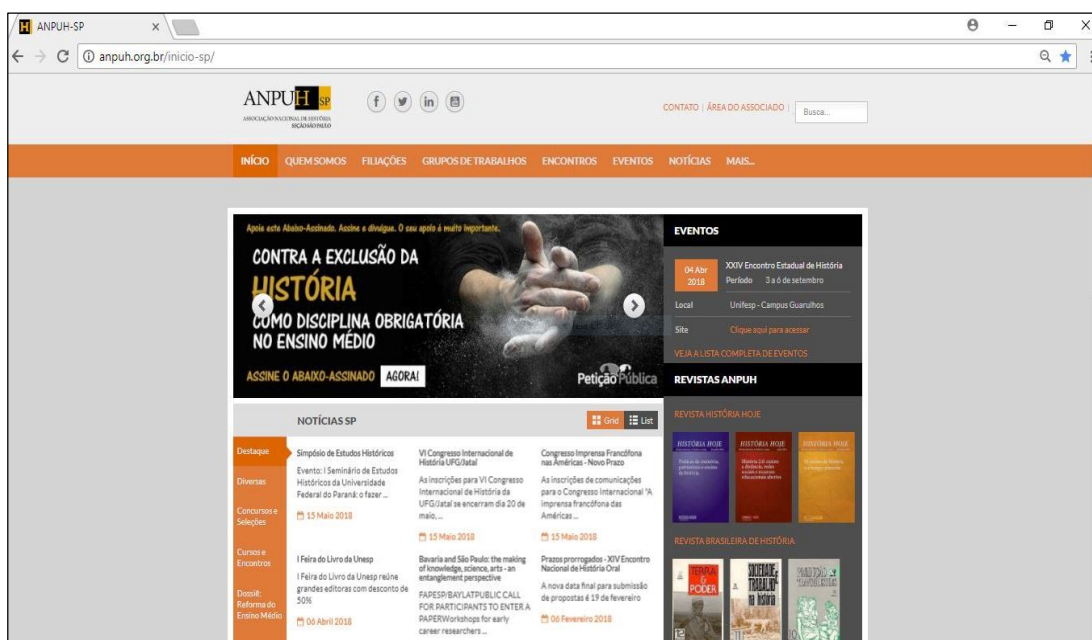 ANPUH-SP
anpuh.org.br/inicio-sp/
ANPUH SP
ASSOCIAÇÃO NACIONAL DE HISTÓRIA
SEÇÃO SÃO PAULO
CONTATO | ÁREA DO ASSOCIADO |
Busca...
INÍCIO QUEM SOMOS FILIAÇÕES GRUPOS DE TRABALHOS ENCONTROS EVENTOS NOTÍCIAS MAIS...
Apoie este Abaixo-Assinado. Assine e divulgue. O seu apoio é muito importante.
CONTRA A EXCLUSÃO DA
HISTÓRIA
COMO DISCIPLINA OBRIGATÓRIA
NO ENSINO MÉDIO
ASSINE O ABAIXO-ASSINADO AGORA!
Petição Pública
EVENTOS
04 Abr
2018
XXIV Encontro Estadual de História
Período 3 a 6 de setembro
Local Unifesp - Campus Guarulhos
Site Clique aqui para acessar
VEJA A LISTA COMPLETA DE EVENTOS
REVISTAS ANPUH
REVISTA HISTÓRIA HOJE
HISTÓRIA HOJE
HISTÓRIA HOJE
HISTÓRIA HOJE
REVISTA BRASILEIRA DE HISTÓRIA
TERRA
&
PODER
SOCIEDADE
TRABALHO
na história
NOTÍCIAS SP
Grid List
Destaque
Diversas
Concursos e
Seleções
Cursos e
Encontros
Dossiê:
Reforma do
Ensino Médio
Simpósio de Estudos Históricos
Evento: I Seminário de Estudos
Históricos da Universidade
Federal do Paraná: o fazer ...
15 Maio 2018
VI Congresso Internacional de
História UFG/Jataí
As inscrições para VI Congresso
Internacional de História da
UFG/Jataí se encerram dia 20 de
maio, ...
15 Maio 2018
Congresso Imprensa Francófona
nas Américas - Novo Prazo
As inscrições de comunicações
para o Congresso Internacional "A
imprensa francófona das
Américas ...
15 Maio 2018
I Feira do Livro da Unesp
I Feira do Livro da Unesp reúne
grandes editoras com desconto de
50%
06 Abril 2018
Bavaria and São Paulo: the making
of knowledge, science, arts - an
entanglement perspective
FAPESP/BAYLATPUBLIC CALL
FOR PARTICIPANTS TO ENTER A
PAPERWorkshops for early
career researchers ...
Prazos prorrogados - XIV Encontro
Nacional de História Oral
A nova data final para submissão
de propostas é 19 de fevereiro
06 Fevereiro 2018